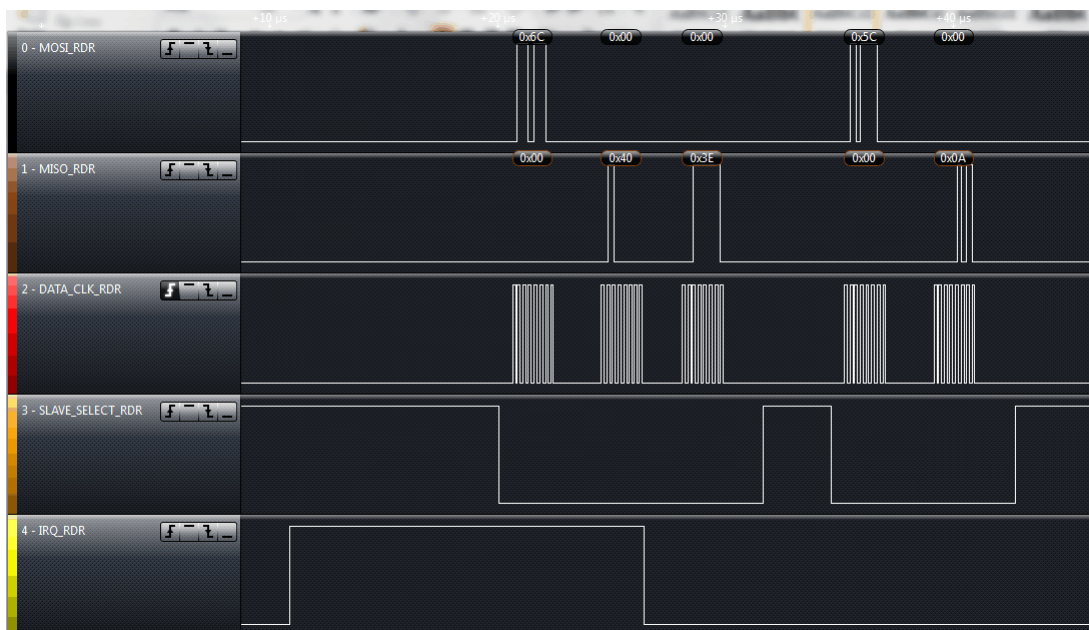 +10 µs +20 µs +30 µs +40 µs
0 - MOSI_RDR
0x6C 0x00 0x00 0x5C 0x00
1 - MISO_RDR
0x00 0x40 0x3E 0x00 0x0A
2 - DATA_CLK_RDR
3 - SLAVE_SELECT_RDR
4 - IRQ_RDR